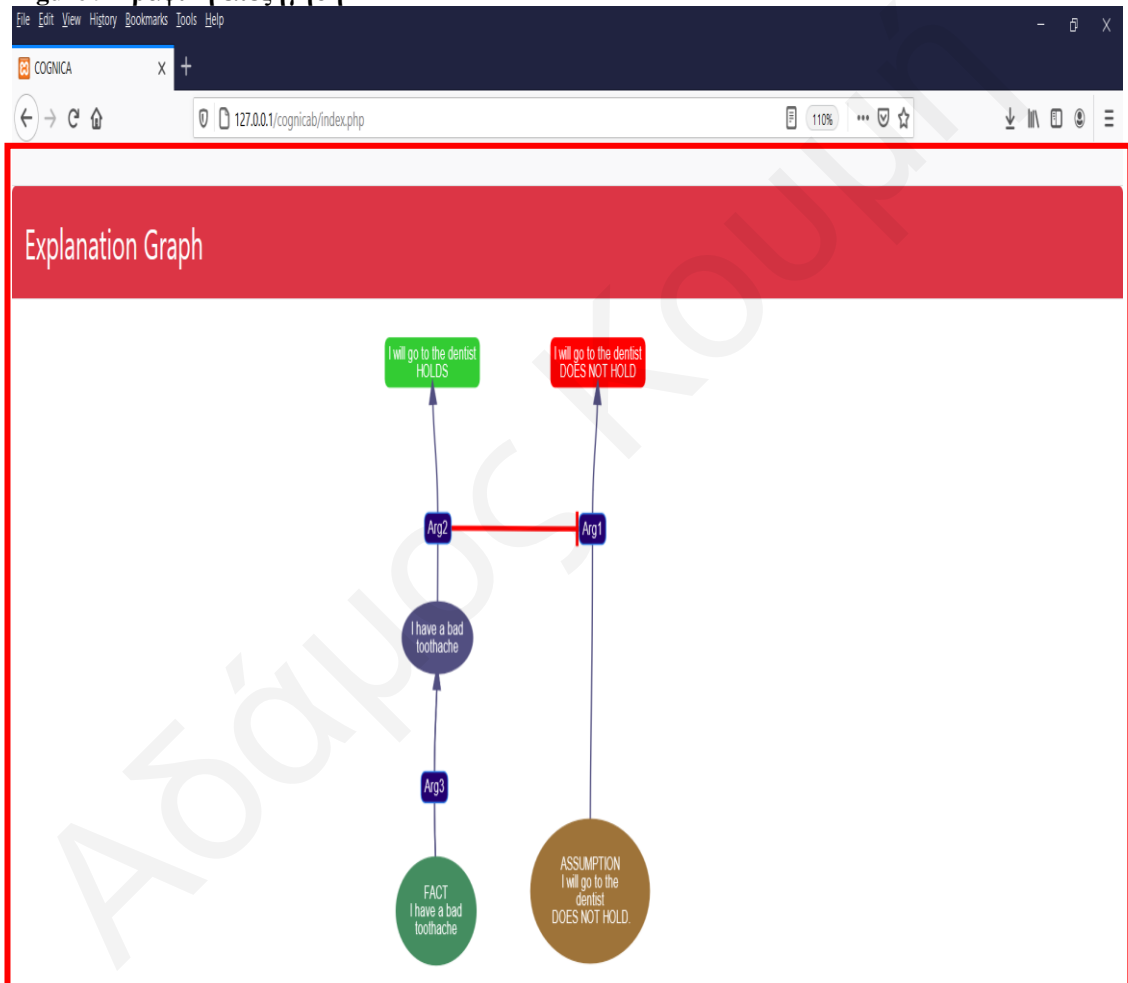 File Edit View History Bookmarks Tools Help
COGNICA
127.0.0.1/cognicab/index.php
110%
Explanation Graph
I will go to the dentist
HOLDS
I will go to the dentist
DOES NOT HOLD
Arg2
Arg1
I have a bad
toothache
Arg3
FACT
I have a bad
toothache
ASSUMPTION
I will go to the
dentist
DOES NOT HOLD.
Αδάμος Κουμή